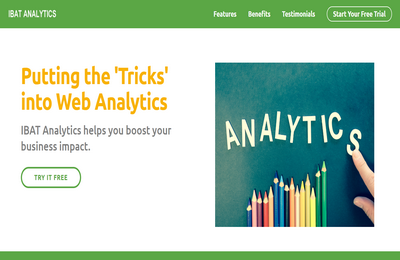 IBAT ANALYTICS
Features Benefits Testimonials Start Your Free Trial
Putting the 'Tricks'
into Web Analytics
IBAT Analytics helps you boost your
business impact.
TRY IT FREE
ANALYTICS